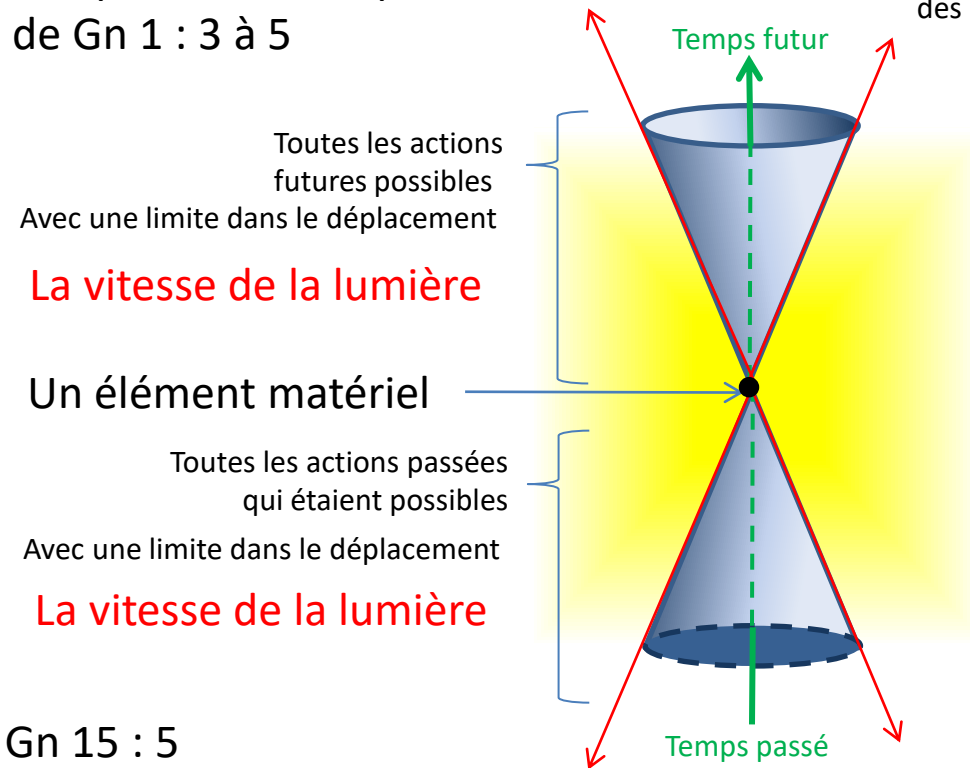 des
de Gn 1 : 3 à 5
Temps futur
Toutes les actions
futures possibles
Avec une limite dans le déplacement
La vitesse de la lumière
Un élément matériel
Toutes les actions passées
qui étaient possibles
Avec une limite dans le déplacement
La vitesse de la lumière
Gn 15 : 5
Temps passé